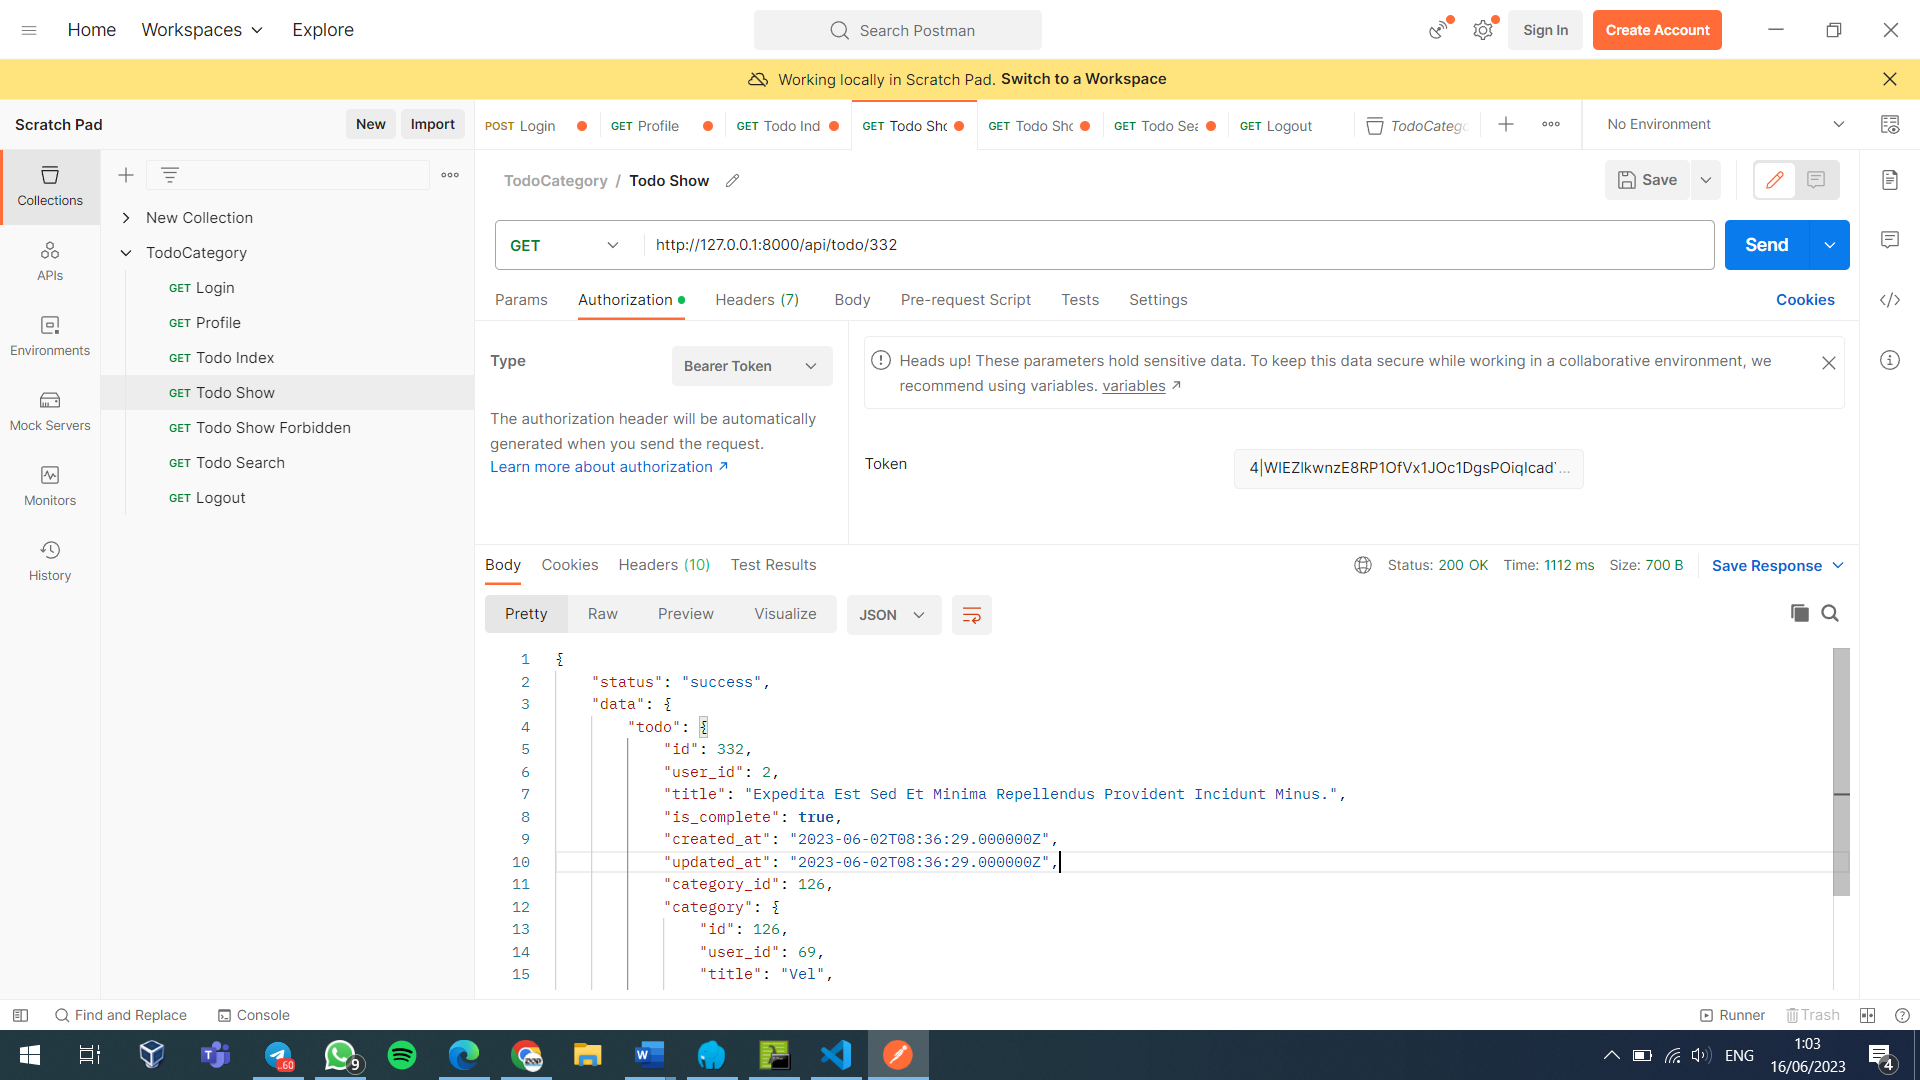 Home
Workspaces
Explore
Search Postman
Sign In
Create Account
Working locally in Scratch Pad. Switch to a Workspace
Scratch Pad
New
Import
POST Login
GET Profile
GET Todo Ind
GET Todo Sho
GET Todo Sho
GET Todo Sea
GET Logout
TodoCatego
No Environment
Collections
APIs
Environments
Mock Servers
Monitors
History
New Collection
TodoCategory
GET Login
GET Profile
GET Todo Index
GET Todo Show
GET Todo Show Forbidden
GET Todo Search
GET Logout
TodoCategory / Todo Show
Save
GET
http://127.0.0.1:8000/api/todo/332
Send
Params
Authorization
Headers (7)
Body
Pre-request Script
Tests
Settings
Cookies
Type
Bearer Token
The authorization header will be automatically
generated when you send the request.
Learn more about authorization ↗
Heads up! These parameters hold sensitive data. To keep this data secure while working in a collaborative environment, we
recommend using variables. variables ↗
Token
Body
Cookies
Headers (10)
Test Results
Status: 200 OK
Time: 1112 ms
Size: 700 B
Save Response
Pretty
Raw
Preview
Visualize
JSON
1 {
2 "status": "success",
3 "data": {
4 "todo": {
5 "id": 332,
6 "user_id": 2,
7 "title": "Expedita Est Sed Et Minima Repellendus Provident Incidunt Minus.",
8 "is_complete": true,
9 "created_at": "2023-06-02T08:36:29.000000Z",
10 "updated_at": "2023-06-02T08:36:29.000000Z",
11 "category_id": 126,
12 "category": {
13 "id": 126,
14 "user_id": 69,
15 "title": "Vel",
Find and Replace
Console
Runner
Trash
..60
9
ENG
1:03
16/06/2023
4